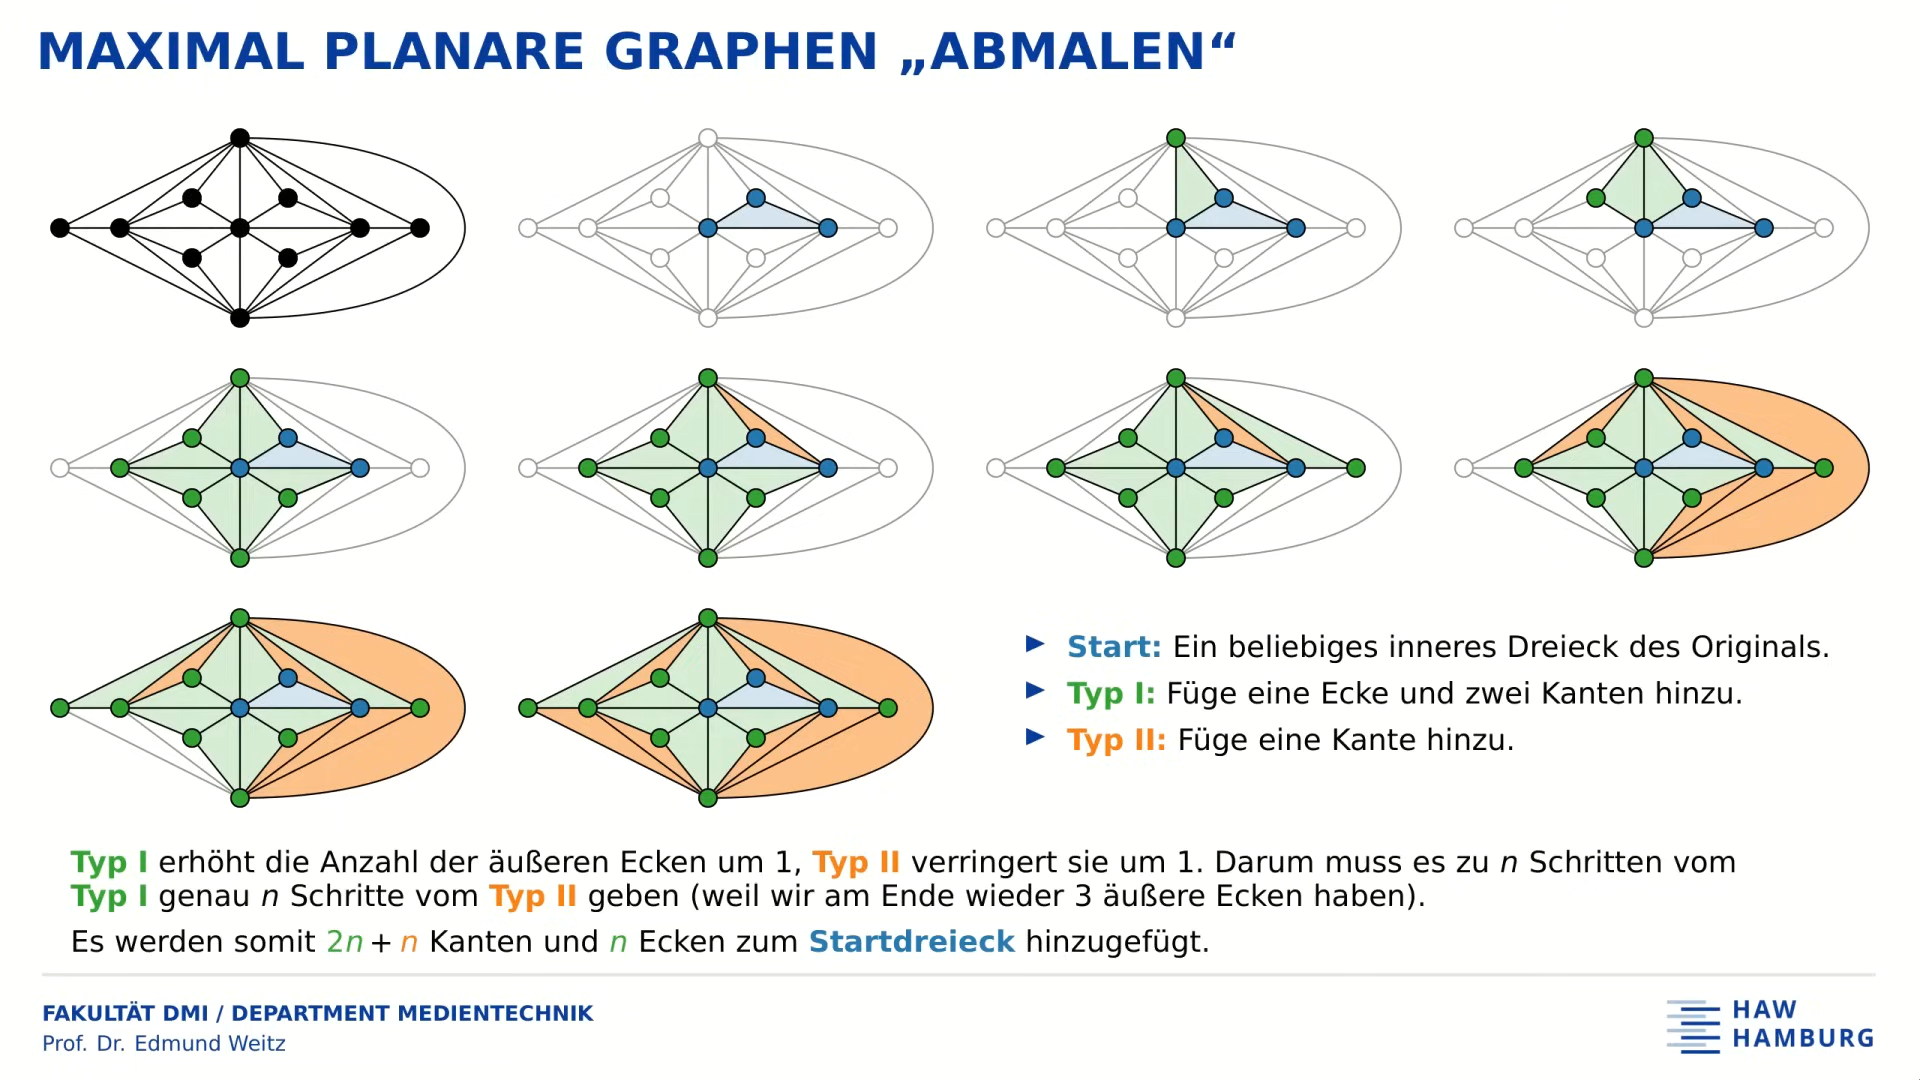 MAXIMAL PLANARE GRAPHEN „ABMALEN“
► Start: Ein beliebiges inneres Dreieck des Originals.
► Typ I: Füge eine Ecke und zwei Kanten hinzu.
► Typ II: Füge eine Kante hinzu.
Typ I erhöht die Anzahl der äußeren Ecken um 1, Typ II verringert sie um 1. Darum muss es zu n Schritten vom
Typ I genau n Schritte vom Typ II geben (weil wir am Ende wieder 3 äußere Ecken haben).
Es werden somit 2n + n Kanten und n Ecken zum Startdreieck hinzugefügt.
FAKULTÄT DMI / DEPARTMENT MEDIENTECHNIK
Prof. Dr. Edmund Weitz
HAW
HAMBURG